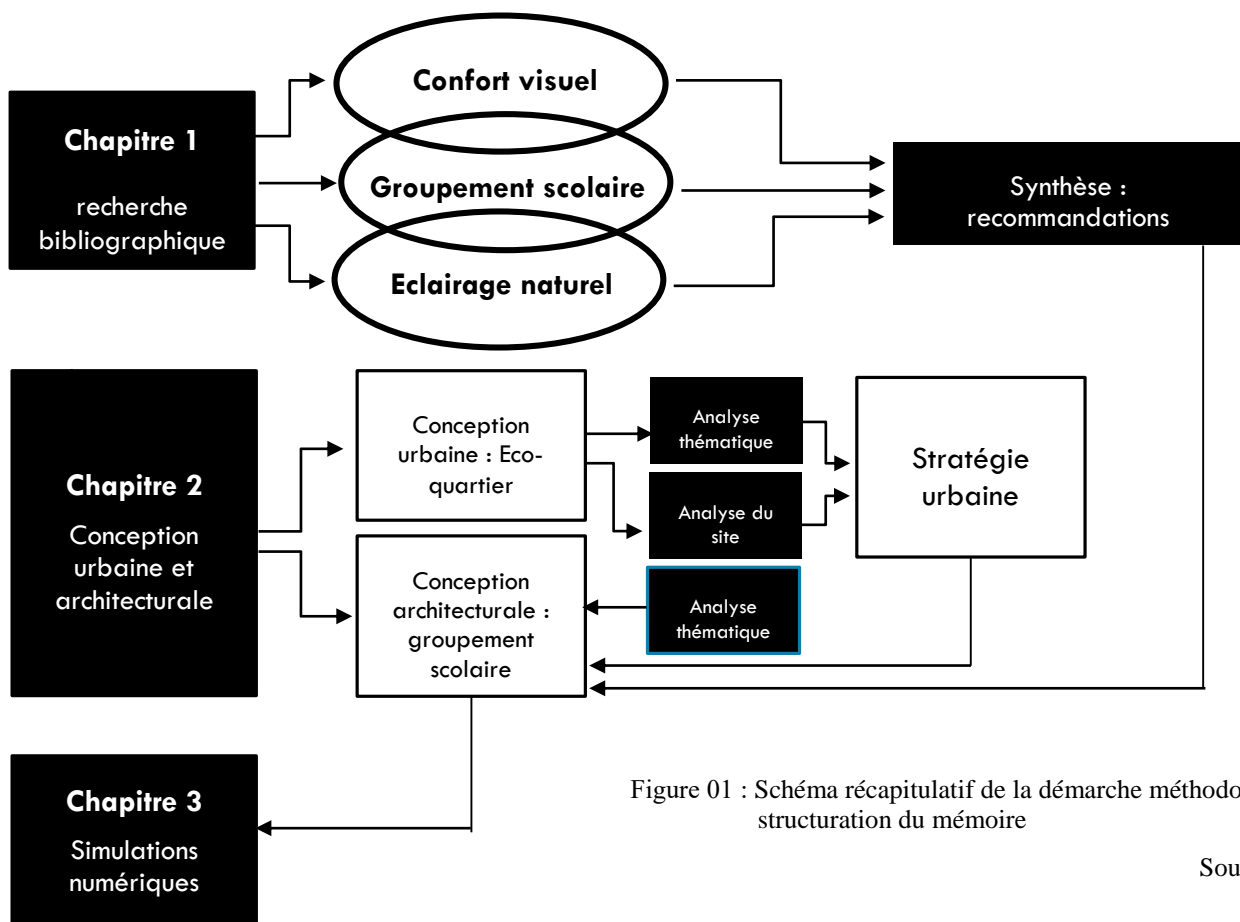 Chapitre 1
recherche
bibliographique
Confort visuel
Groupement scolaire
Eclairage naturel
Synthèse :
recommandations
Chapitre 2
Conception
urbaine et
architecturale
Conception
urbaine : Eco-
quartier
Analyse
thématique
Analyse du
site
Stratégie
urbaine
Conception
architecturale :
groupement
scolaire
Analyse
thématique
Chapitre 3
Simulations
numériques
Figure 01 : Schéma récapitulatif de la démarche méthodo
structuration du mémoire
Sou